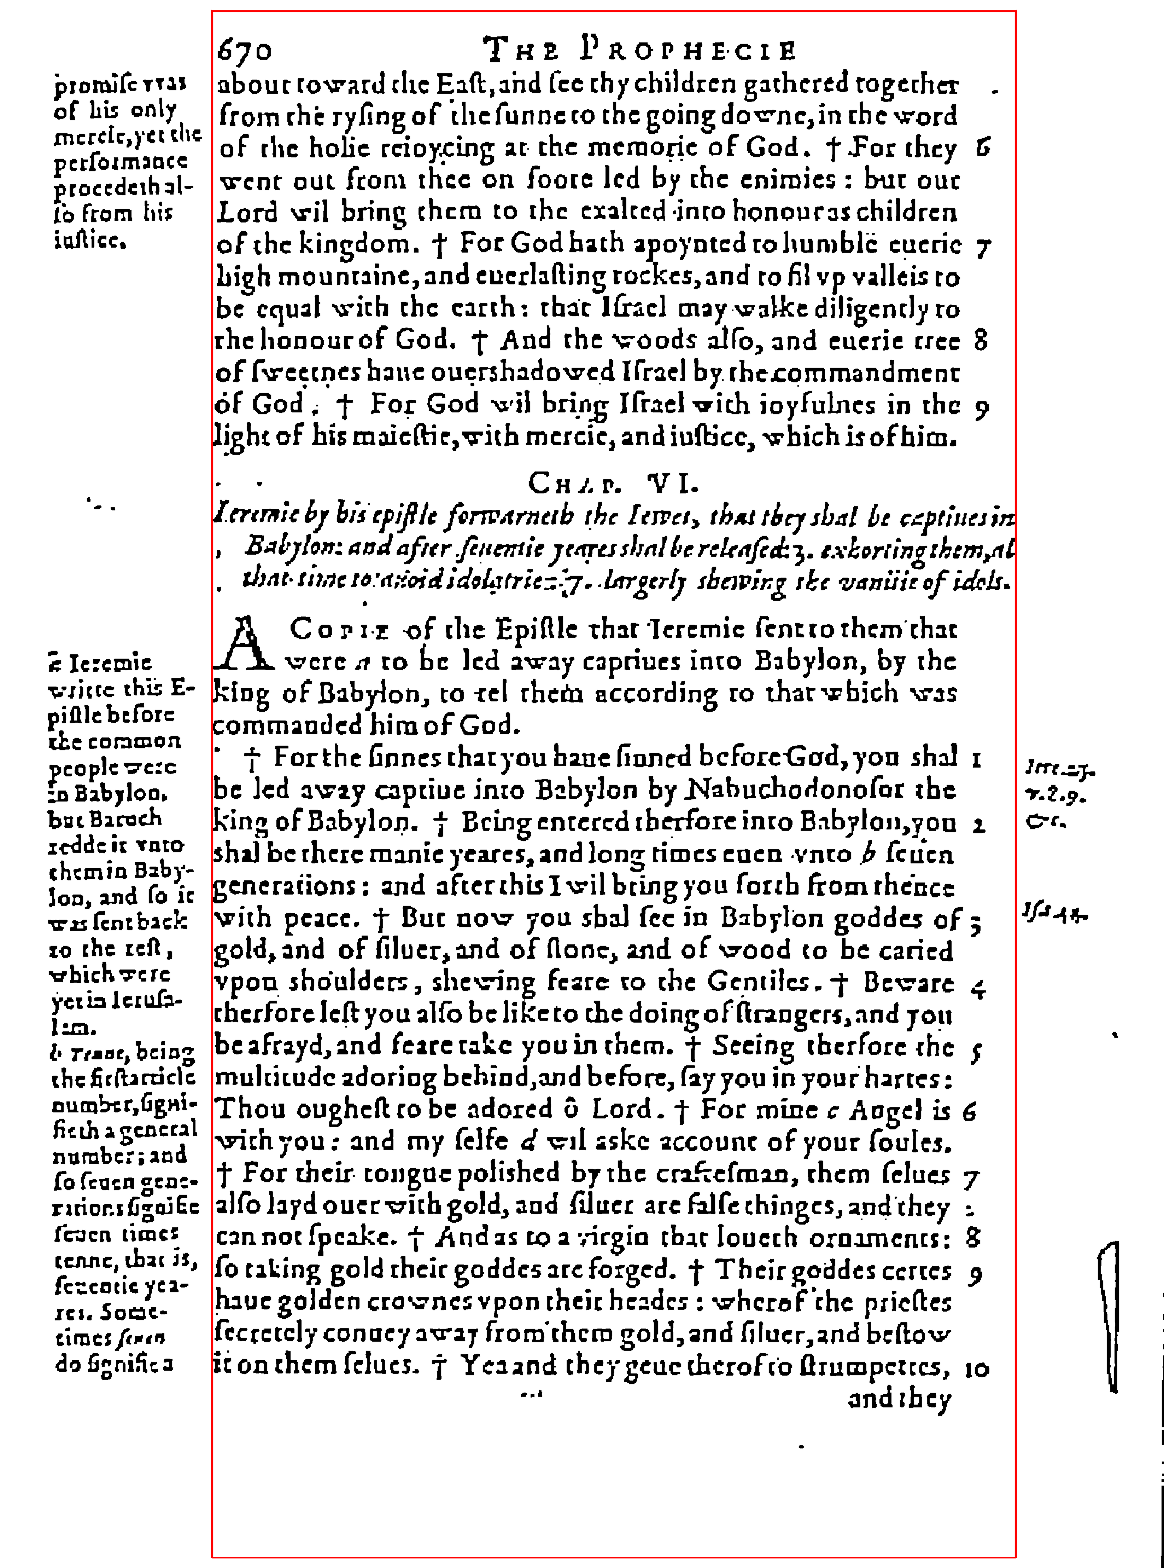 670 THE PROPHECIE
about toward the Eaſt, and ſee thy children gathered together
from the ryſing of the ſunne to the going downe, in the word
of the holie reioycing at the memorie of God. † For they 6
went out from thee on foote led by the enimies : but our
Lord wil bring them to the exalted into honour as children
of the kingdom. † For God hath apoynted to humble euerie 7
high mountaine, and euerlaſting rockes, and to fil vp valleis to
be equal with the earth: that Iſrael may walke diligently to
the honour of God. † And the woods alſo, and euerie tree 8
of ſweetnes haue ouershadowed Iſrael by the commandment
of God. † For God wil bring Iſrael with ioyfulnes in the 9
light of his maieſtie, with mercie, and iuſtice, which is of him.
CHAP. VI.
Ieremie by his epiſtle forwarneth the Iewes, that they shal be captiues in
Babylon: and after ſeuentie yeares shal be releaſed: 3. exhorting them, al
that time to auoid idolatrie: 7. largerly shewing the vanitie of idols.
A COPIE of the Epiſtle that Ieremie ſent to them that
were a to be led away captiues into Babylon, by the
king of Babylon, to tel them according to that which was
commanded him of God.
† For the ſinnes that you haue ſinned before God, you shal 1
be led away captiue into Babylon by Nabuchodonoſor the
king of Babylon. † Being entered therfore into Babylon, you 2
shal be there manie yeares, and long times euen vnto b ſeuen
generations: and after this I wil bring you forth from thence
with peace. † But now you shal ſee in Babylon goddes of 3
gold, and of ſiluer, and of ſtone, and of wood to be caried
vpon shoulders, shewing feare to the Gentiles. † Beware 4
therfore leſt you alſo be like to the doing of ſtrangers, and you
be afrayd, and feare take you in them. † Seeing therfore the 5
multitude adoring behind, and before, ſay you in your hartes:
Thou ougheſt to be adored ô Lord. † For mine c Angel is 6
with you : and my ſelfe d wil aske account of your ſoules.
† For their tongue polished by the crafteſman, them ſelues 7
alſo layd ouer with gold, and ſiluer are falſe thinges, and they
can not ſpeake. † And as to a virgin that loueth ornaments: 8
ſo taking gold their goddes are forged. † Their goddes certes 9
haue golden crownes vpon their heades : wherof the prieſtes
ſecretely conuey away from them gold, and ſiluer, and beſtow
it on them ſelues. † Yea and they geue therof to ſtrumpettes, 10
and they
promiſe was
of his only
mercie, yet the
performance
procedeth al-
ſo from his
iuſtice.
a Ieremie
writte this E-
piſtle before
the common
people were
in Babylon,
but Baruch
redde it vnto
them in Baby-
lon, and ſo it
was ſent back
to the reſt,
which were
yet in Ieruſa-
lem.
b Tenne, being
the firſt article
number, ſigni-
fieth a general
number; and
ſo ſeuen gene-
rations ſignifie
ſeuen times
tenne, that is,
ſeuentie yea-
res. Some-
times ſeuen
do ſignifie a
Iere. 25.
v. 8. 9.
&c.
Iſa 44.